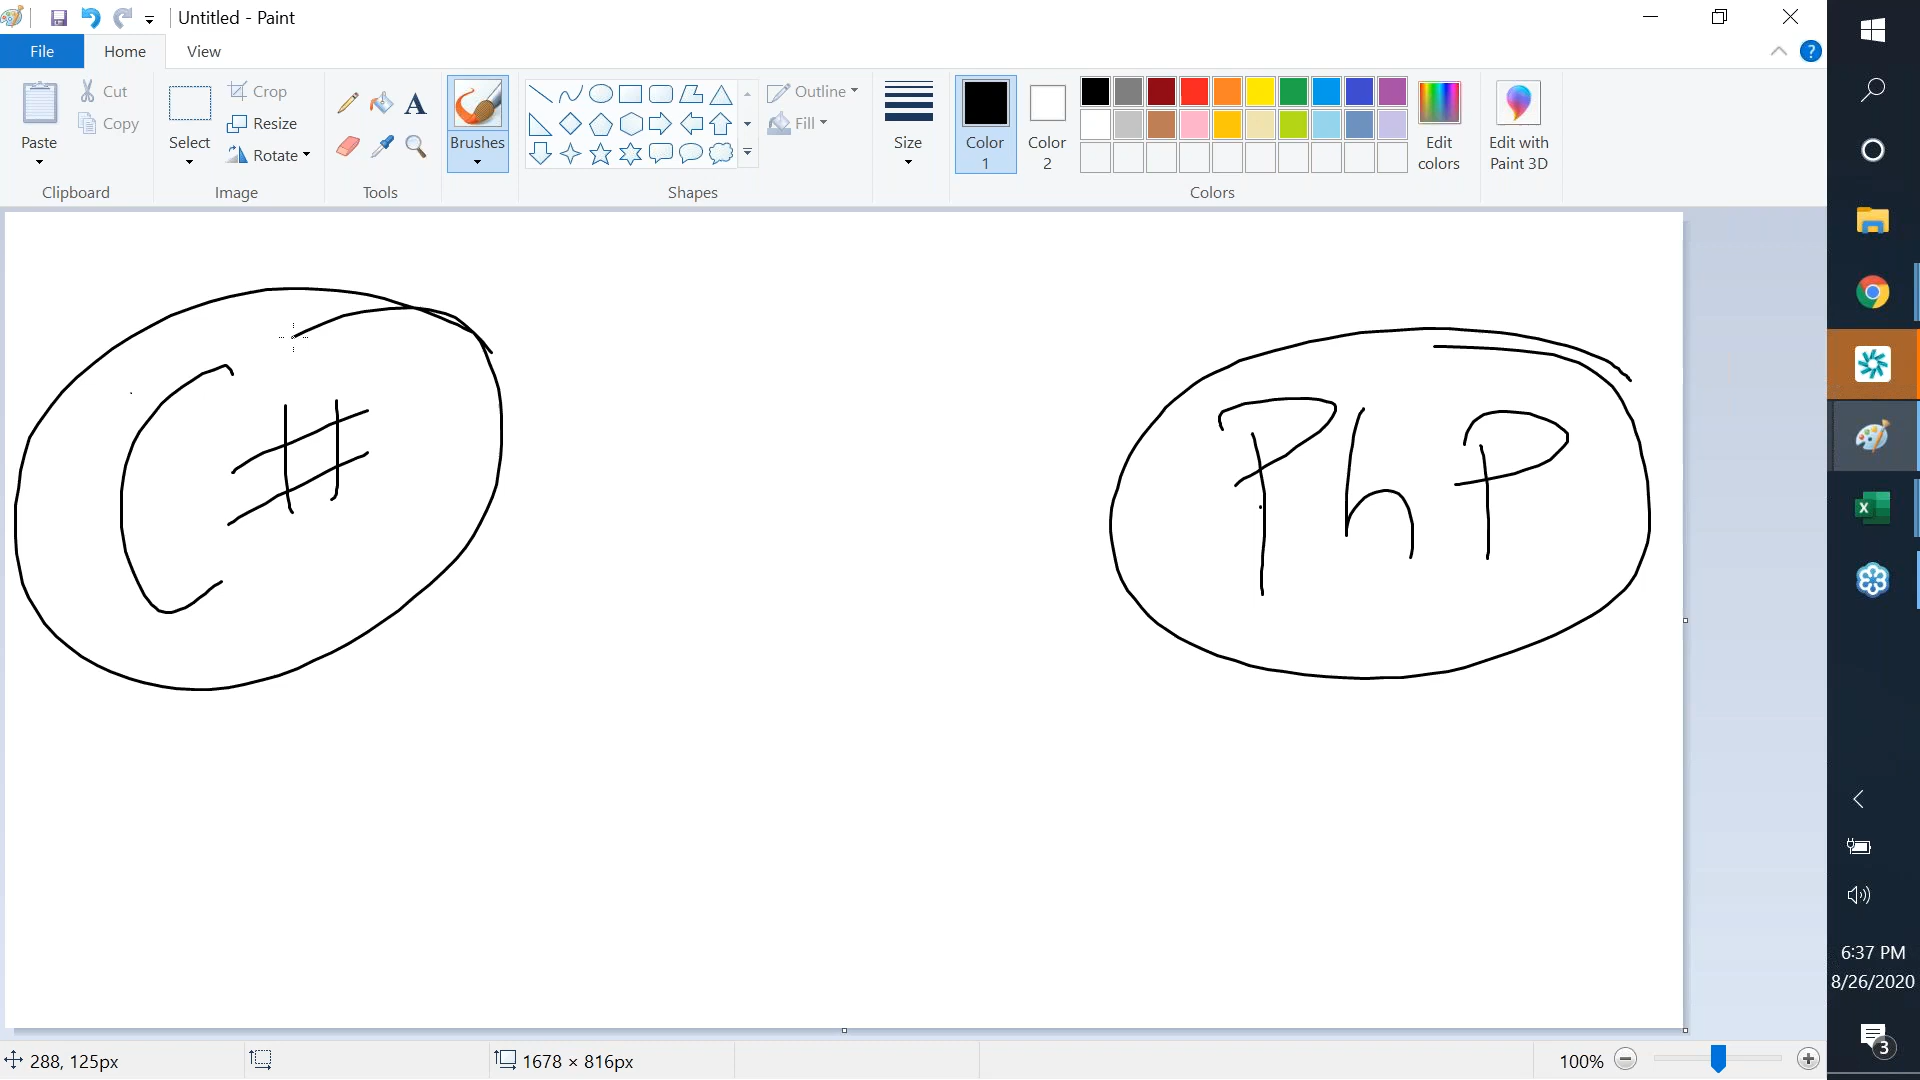 Untitled - Paint
File Home View
Cut
Copy
Paste
Clipboard
Crop
Resize
Rotate
Select
Image
Tools
Brushes
Outline
Fill
Shapes
Size
Color 1
Color 2
Edit colors
Edit with Paint 3D
Colors
C#
PhP
6:37 PM
8/26/2020
3
288, 125px
1678 × 816px
100%